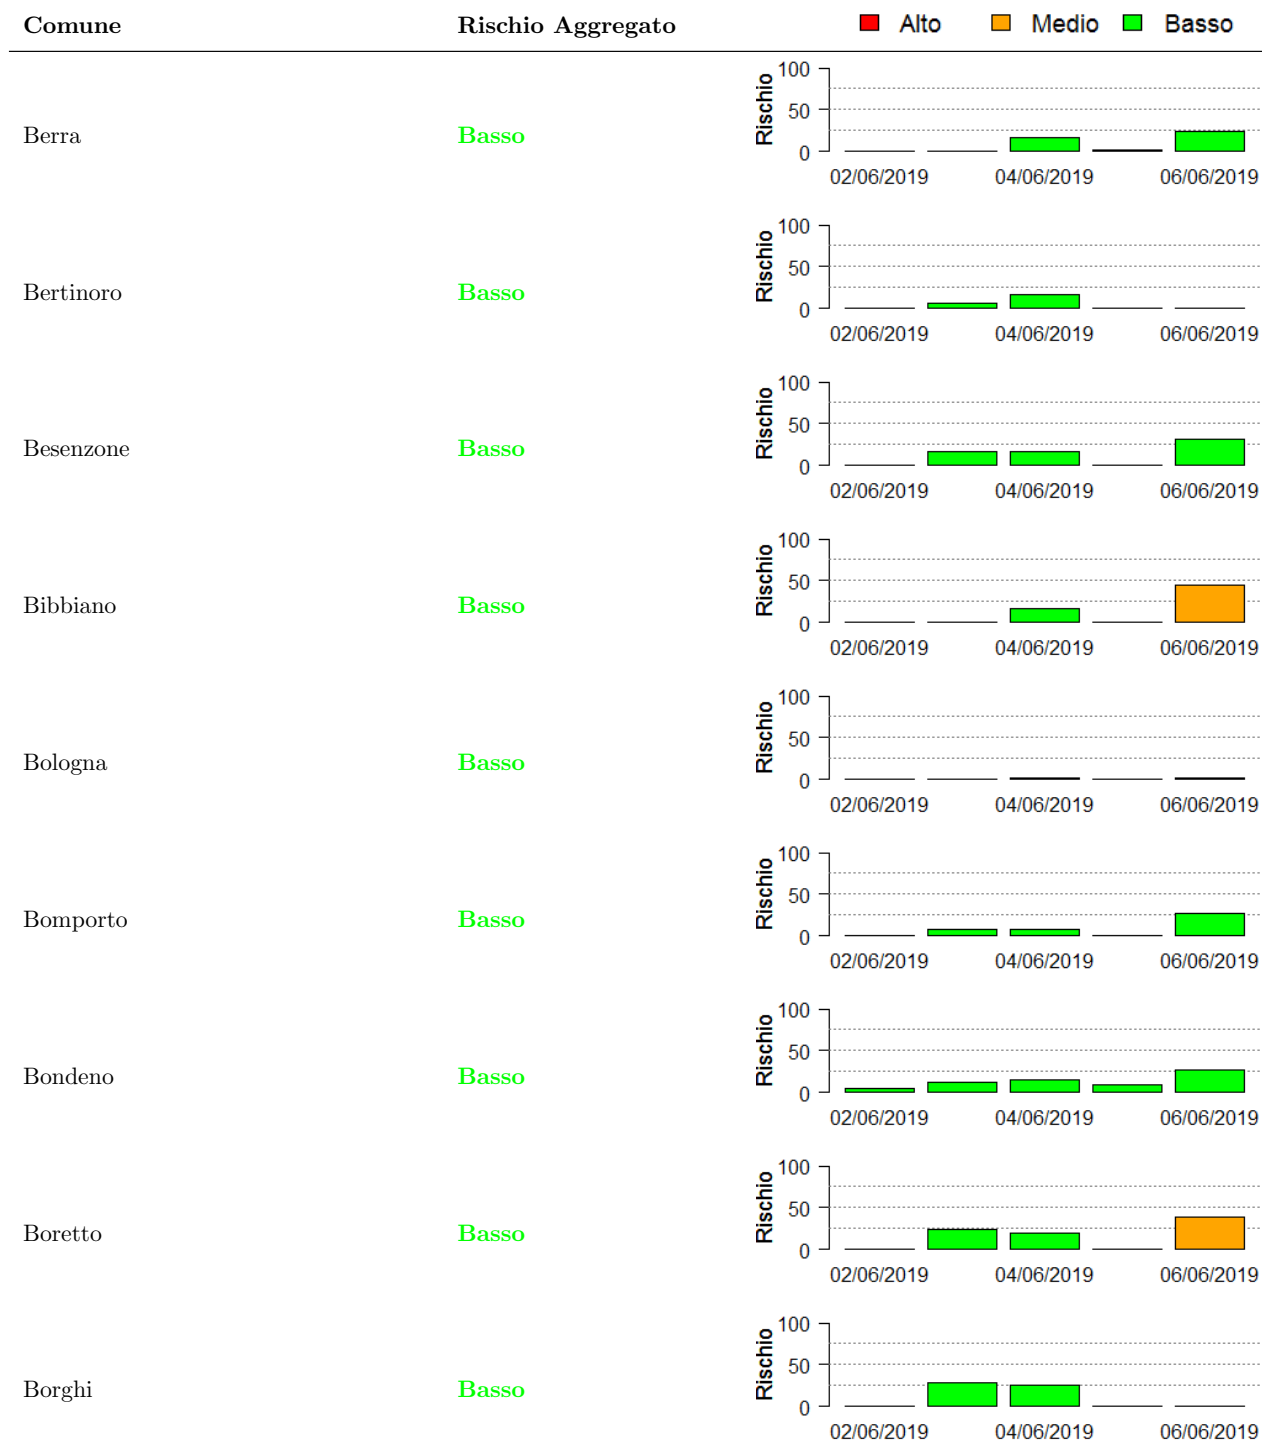 Comune Rischio Aggregato Alto Medio Basso
Berra Basso Rischio 100 50 0
02/06/2019 04/06/2019 06/06/2019
Bertinoro Basso Rischio 100 50 0
02/06/2019 04/06/2019 06/06/2019
Besenzone Basso Rischio 100 50 0
02/06/2019 04/06/2019 06/06/2019
Bibbiano Basso Rischio 100 50 0
02/06/2019 04/06/2019 06/06/2019
Bologna Basso Rischio 100 50 0
02/06/2019 04/06/2019 06/06/2019
Bomporto Basso Rischio 100 50 0
02/06/2019 04/06/2019 06/06/2019
Bondeno Basso Rischio 100 50 0
02/06/2019 04/06/2019 06/06/2019
Boretto Basso Rischio 100 50 0
02/06/2019 04/06/2019 06/06/2019
Borghi Basso Rischio 100 50 0
02/06/2019 04/06/2019 06/06/2019